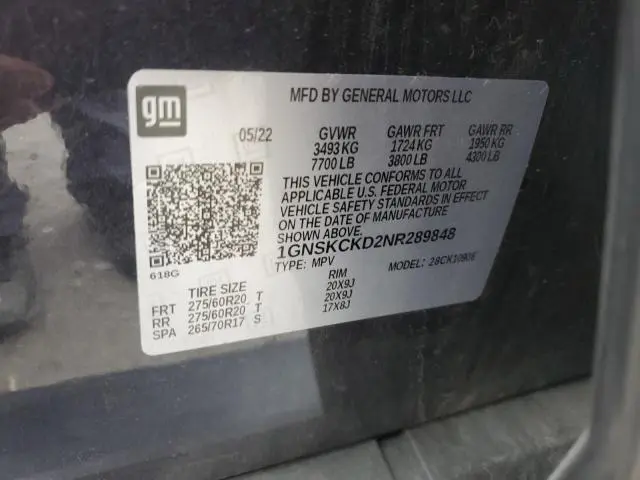 gm
MFD BY GENERAL MOTORS LLC
05/22 GVWR GAWR FRT GAWR RR
3493 KG 1724 KG 1950 KG
7700 LB 3800 LB 4300 LB
THIS VEHICLE CONFORMS TO ALL
APPLICABLE U.S. FEDERAL MOTOR
VEHICLE SAFETY STANDARDS IN EFFECT
ON THE DATE OF MANUFACTURE
SHOWN ABOVE.
1GNSKCKD2NR289848
TYPE: MPV MODEL:
618G
TIRE SIZE RIM
FRT 275/60R20 T 20X9J
RR 275/60R20 T 20X9J
SPA 265/70R17 S 17X8J